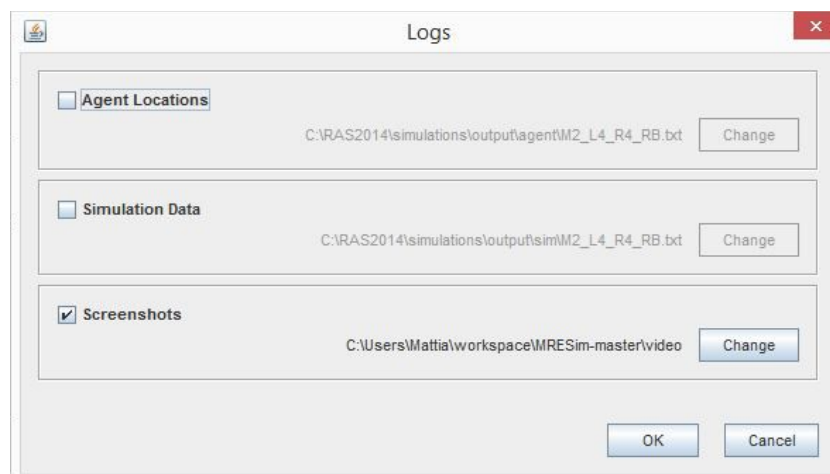 Logs
Agent Locations
C:\RAS2014\simulations\output\agent\M2_L4_R4_RB.txt
Change
Simulation Data
C:\RAS2014\simulations\output\sim\M2_L4_R4_RB.txt
Change
Screenshots
C:\Users\Mattia\workspace\MRESim-master\video
Change
OK
Cancel